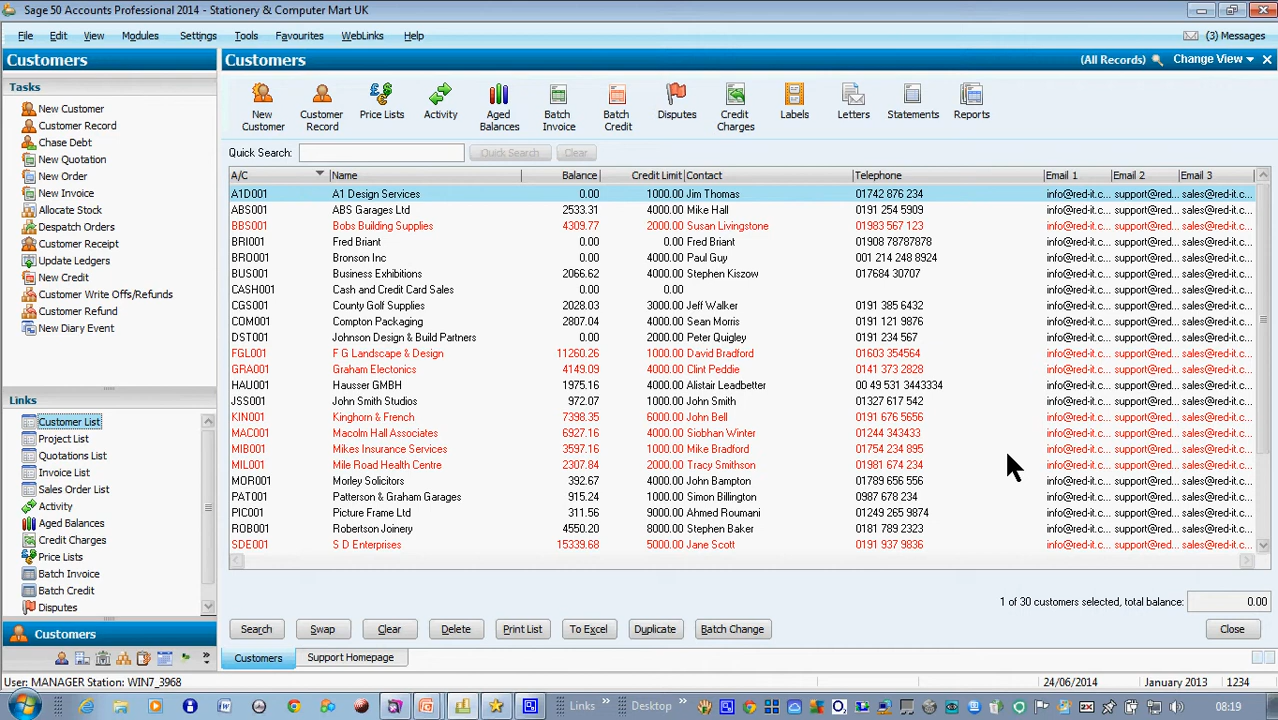 Sage 50 Accounts Professional 2014 - Stationery & Computer Mart UK
File Edit View Modules Settings Tools Favourites WebLinks Help (3) Messages
Customers
Tasks
New Customer
Customer Record
Chase Debt
New Quotation
New Order
New Invoice
Allocate Stock
Despatch Orders
Customer Receipt
Update Ledgers
New Credit
Customer Write Offs/Refunds
Customer Refund
New Diary Event
Links
Customer List
Project List
Quotations List
Invoice List
Sales Order List
Activity
Aged Balances
Credit Charges
Price Lists
Batch Invoice
Batch Credit
Disputes
Customers
Customers (All Records) Change View
New Customer Customer Record Price Lists Activity Aged Balances Batch Invoice Batch Credit Disputes Credit Charges Labels Letters Statements Reports
Quick Search: Quick Search Clear
A/C Name Balance Credit Limit Contact Telephone Email 1 Email 2 Email 3
A1D001 A1 Design Services 0.00 1000.00 Jim Thomas 01742 876 234 info@red-it.c... support@red... sales@red-it.c...
ABS001 ABS Garages Ltd 2533.31 4000.00 Mike Hall 0191 254 5909 info@red-it.c... support@red... sales@red-it.c...
BBS001 Bobs Building Supplies 4309.77 2000.00 Susan Livingstone 01983 567 123 info@red-it.c... support@red... sales@red-it.c...
BRI001 Fred Briant 0.00 0.00 Fred Briant 01908 78787878 info@red-it.c... support@red... sales@red-it.c...
BRO001 Bronson Inc 0.00 4000.00 Paul Guy 001 214 248 8924 info@red-it.c... support@red... sales@red-it.c...
BUS001 Business Exhibitions 2066.62 4000.00 Stephen Kiszow 017684 30707 info@red-it.c... support@red... sales@red-it.c...
CASH001 Cash and Credit Card Sales 0.00 0.00 info@red-it.c... support@red... sales@red-it.c...
CGS001 County Golf Supplies 2028.03 3000.00 Jeff Walker 0191 385 6432 info@red-it.c... support@red... sales@red-it.c...
COM001 Compton Packaging 2807.04 4000.00 Sean Morris 0191 121 9876 info@red-it.c... support@red... sales@red-it.c...
DST001 Johnson Design & Build Partners 0.00 2000.00 Peter Quigley 0191 234 567 info@red-it.c... support@red... sales@red-it.c...
FGL001 F G Landscape & Design 11260.26 1000.00 David Bradford 01603 354564 info@red-it.c... support@red... sales@red-it.c...
GRA001 Graham Electonics 4149.09 1000.00 Clint Peddie 0141 373 2828 info@red-it.c... support@red... sales@red-it.c...
HAU001 Hausser GMBH 1975.16 4000.00 Alistair Leadbetter 00 49 531 3443334 info@red-it.c... support@red... sales@red-it.c...
JSS001 John Smith Studios 972.07 1000.00 John Smith 01327 617 542 info@red-it.c... support@red... sales@red-it.c...
KIN001 Kinghorn & French 7398.35 6000.00 John Bell 0191 676 5656 info@red-it.c... support@red... sales@red-it.c...
MAC001 Macolm Hall Associates 6927.16 4000.00 Siobhan Winter 01244 343433 info@red-it.c... support@red... sales@red-it.c...
MIB001 Mikes Insurance Services 3597.16 1000.00 Mike Bradford 01754 234 895 info@red-it.c... support@red... sales@red-it.c...
MIL001 Mile Road Health Centre 2307.84 2000.00 Tracy Smithson 01981 674 234 info@red-it.c... support@red... sales@red-it.c...
MOR001 Morley Solicitors 392.67 1000.00 John Bampton 01789 656 556 info@red-it.c... support@red... sales@red-it.c...
PAT001 Patterson & Graham Garages 915.24 1000.00 Simon Billington 0987 678 234 info@red-it.c... support@red... sales@red-it.c...
PIC001 Picture Frame Ltd 311.56 9000.00 Ahmed Roumani 01249 265 9874 info@red-it.c... support@red... sales@red-it.c...
ROB001 Robertson Joinery 4550.20 8000.00 Stephen Baker 0181 789 2323 info@red-it.c... support@red... sales@red-it.c...
SDE001 S D Enterprises 15339.68 5000.00 Jane Scott 0191 937 9836 info@red-it.c... support@red... sales@red-it.c...
1 of 30 customers selected, total balance: 0.00
Search Swap Clear Delete Print List To Excel Duplicate Batch Change Close
Customers Support Homepage
User: MANAGER Station: WIN7_3968 24/06/2014 January 2013 1234
Links » Desktop » 08:19